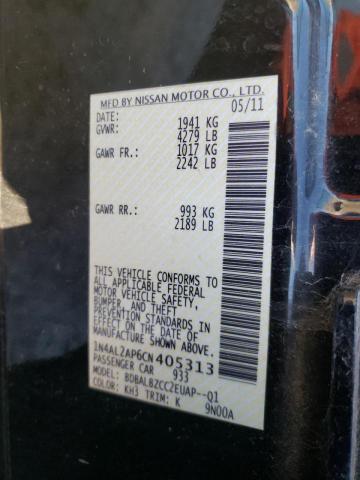 MFD BY NISSAN MOTOR CO., LTD.
DATE: 05/11
GVWR: 1941 KG
4279 LB
GAWR FR.: 1017 KG
2242 LB
GAWR RR.: 993 KG
2189 LB
THIS VEHICLE CONFORMS TO
ALL APPLICABLE FEDERAL
MOTOR VEHICLE SAFETY,
BUMPER, AND THEFT
PREVENTION STANDARDS IN
EFFECT ON THE DATE OF
MANUFACTURE SHOWN ABOVE.
1N4AL2AP6CN405313
PASSENGER CAR 933
MODEL: BDBALBZCC2EUAP--Q1
COLOR: KH3 TRIM: K 9N00A